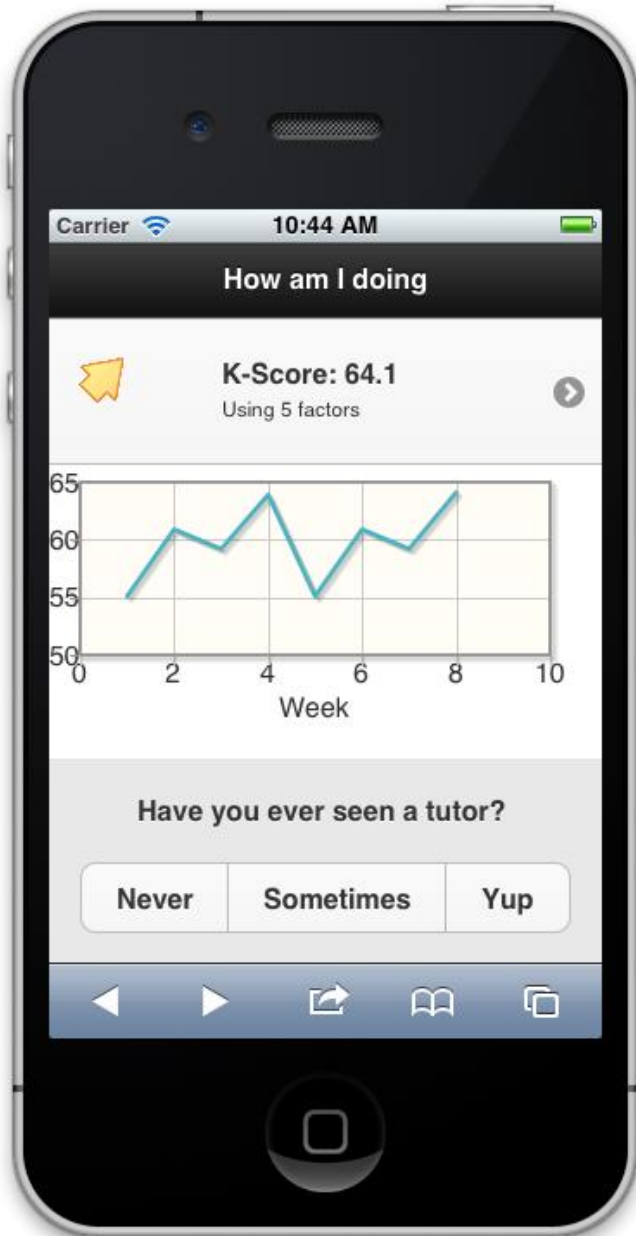 Carrier 10:44 AM
How am I doing
K-Score: 64.1
Using 5 factors
65
60
55
50
0 2 4 6 8 10
Week
Have you ever seen a tutor?
Never Sometimes Yup